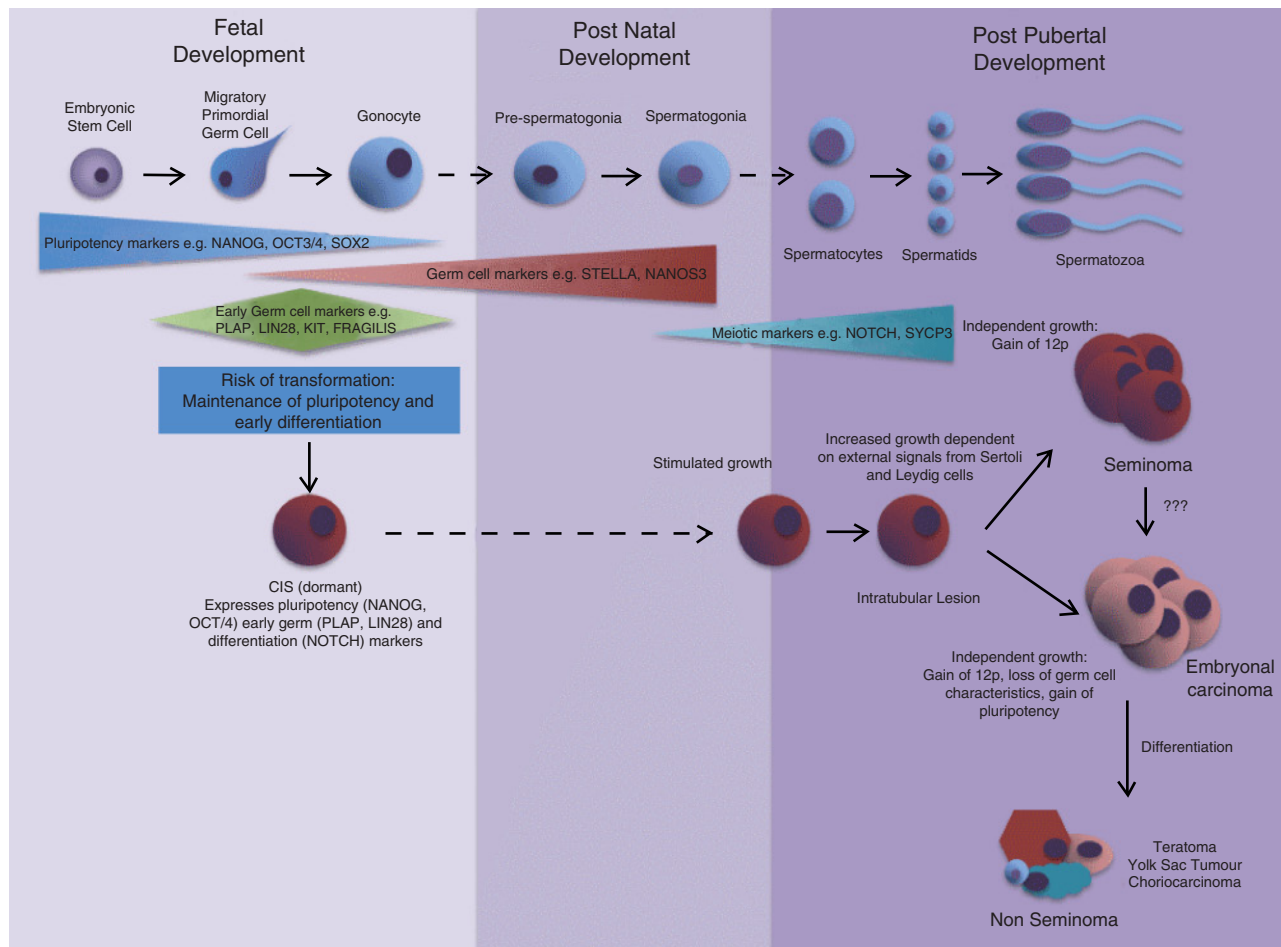 Fetal
Development
Post Natal
Development
Post Pubertal
Development
Embryonic
Stem Cell
Migratory
Primordial
Germ Cell
Gonocyte
Pre-spermatogonia
Spermatogonia
Spermatocytes
Spermatids
Spermatozoa
Pluripotency markers e.g. NANOG, OCT3/4, SOX2
Germ cell markers e.g. STELLA, NANOS3
Early Germ cell markers e.g.
PLAP, LIN28, KIT, FRAGILIS
Meiotic markers e.g. NOTCH, SYCP3
Risk of transformation:
Maintenance of pluripotency and
early differentiation
CIS (dormant)
Expresses pluripotency (NANOG,
OCT/4) early germ (PLAP, LIN28) and
differentiation (NOTCH) markers
Stimulated growth
Increased growth dependent
on external signals from Sertoli
and Leydig cells
Intratubular Lesion
Independent growth:
Gain of 12p
Seminoma
???
Embryonal
carcinoma
Independent growth:
Gain of 12p, loss of germ cell
characteristics, gain of
pluripotency
Differentiation
Teratoma
Yolk Sac Tumour
Choriocarcinoma
Non Seminoma